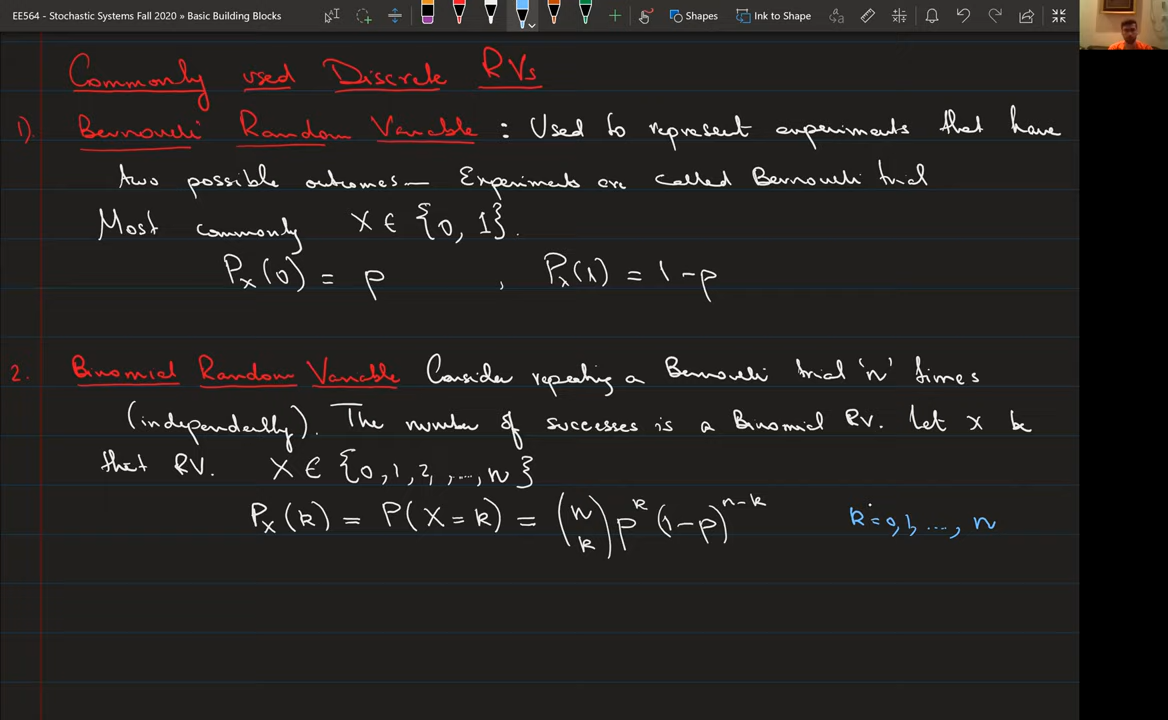 EE564 - Stochastic Systems Fall 2020 » Basic Building Blocks
Shapes
Ink to Shape
Commonly used Discrete RVs
1). Bernoulli Random Variable : Used to represent experiments that have
two possible outcomes — Experiments are called Bernoulli trial
Most commonly X ∈ {0, 1}.
Px(0) = p , Px(1) = 1-p
2. Binomial Random Variable Consider repeating a Bernoulli trial 'n' times
(independently). The number of successes is a Binomial RV. Let X be
that RV. X ∈ {0, 1, 2, ..., n}
Px(k) = P(X = k) = (n k) p^k (1-p)^n-k k = 0, 1, ...., n